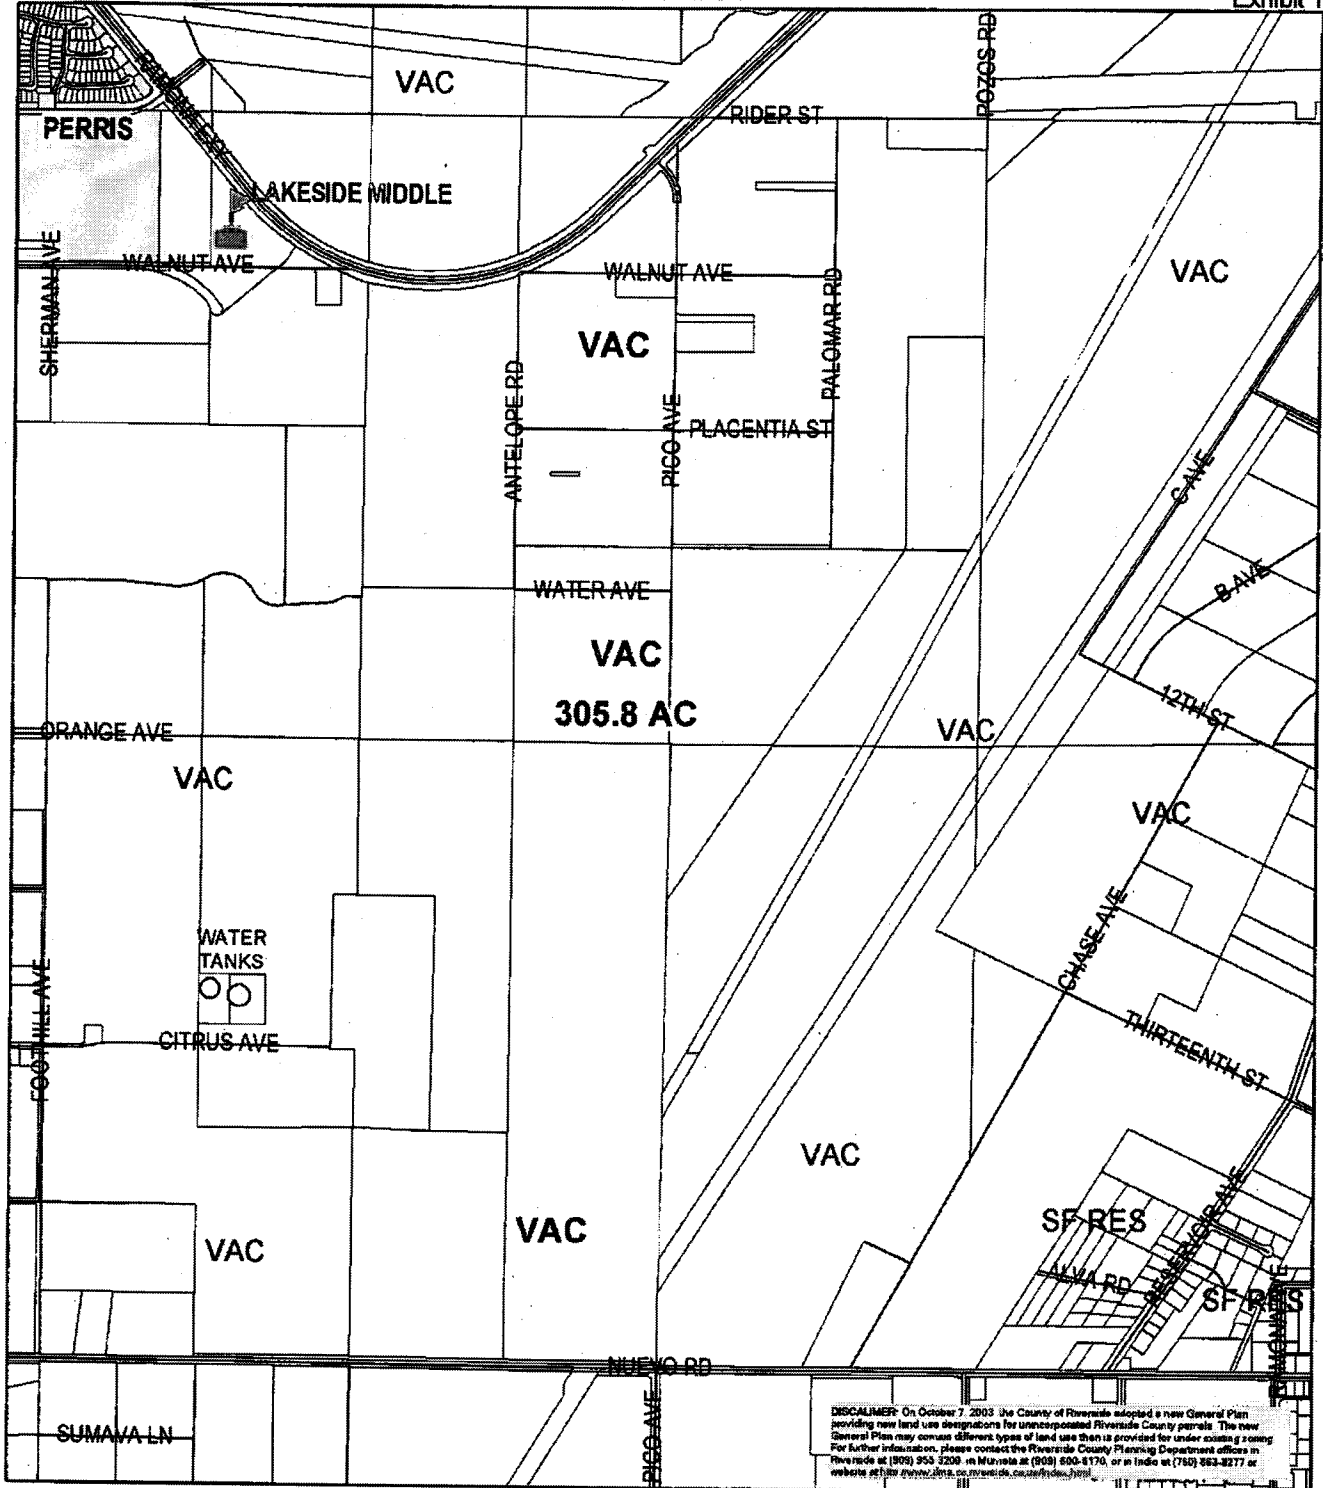 Exhibit 1
POZOS RD
VAC
RIDER ST
PERRIS
LAKESIDE MIDDLE
SHERMAN AVE
WALNUT AVE
WALNUT AVE
VAC
PALOMAR RD
VAC
ANTELOPE RD
PICO AVE
PLACENTIA ST
C AVE
B AVE
WATER AVE
VAC
305.8 AC
12TH ST
ORANGE AVE
VAC
VAC
VAC
WATER
TANKS
CHASE AVE
FOOTHILL AVE
CITRUS AVE
THIRTEENTH ST
VAC
SF RES
RESERVOIR AVE
VAC
VAC
ALVA RD
SF RES
RAMONA AVE
NUEVO RD
PICO AVE
SUMAVA LN
DISCLAIMER: On October 7, 2003 the County of Riverside adopted a new General Plan
providing new land use designations for unincorporated Riverside County parcels. The new
General Plan may contain different types of land use than is provided for under existing zoning
For further information, please contact the Riverside County Planning Department offices in
Riverside at (909) 955 3200, in Murrieta at (909) 600-6170, or in Indio at (760) 863-8277 or
website at